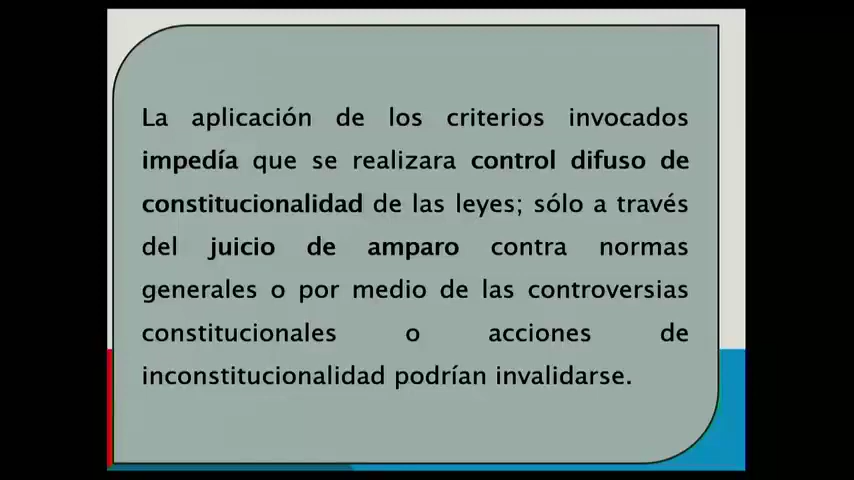 La aplicación de los criterios invocados
impedía que se realizara control difuso de
constitucionalidad de las leyes; sólo a través
del juicio de amparo contra normas
generales o por medio de las controversias
constitucionales o acciones de
inconstitucionalidad podrían invalidarse.